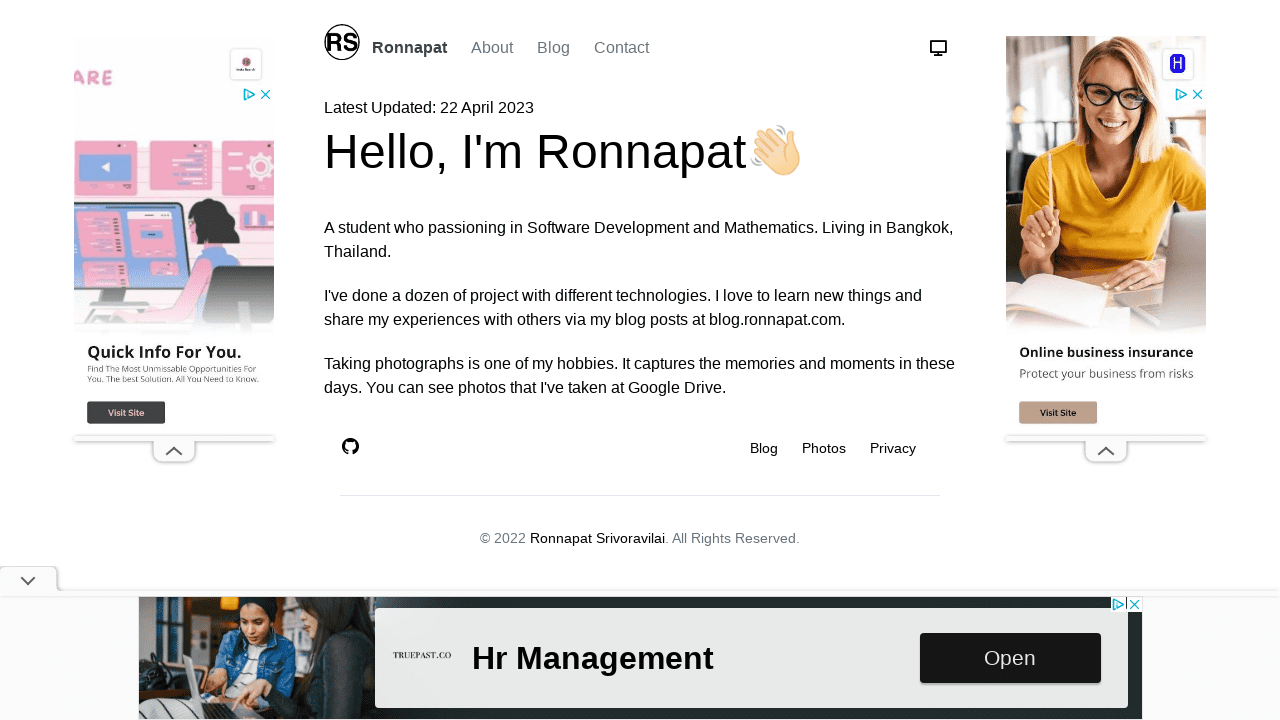 RS
Ronnapat About Blog Contact
Latest Updated: 22 April 2023
Hello, I'm Ronnapat👋🏼
A student who passioning in Software Development and Mathematics. Living in Bangkok,
Thailand.
I've done a dozen of project with different technologies. I love to learn new things and
share my experiences with others via my blog posts at blog.ronnapat.com.
Taking photographs is one of my hobbies. It captures the memories and moments in these
days. You can see photos that I've taken at Google Drive.
Blog Photos Privacy
© 2022 Ronnapat Srivoravilai. All Rights Reserved.
ARE
Quick Info For You.
Find The Most Unmissable Opportunities For
You. The best Solution. All You Need to Know.
Visit Site
H
Online business insurance
Protect your business from risks
Visit Site
TRUEPAST.CO
Hr Management
Open